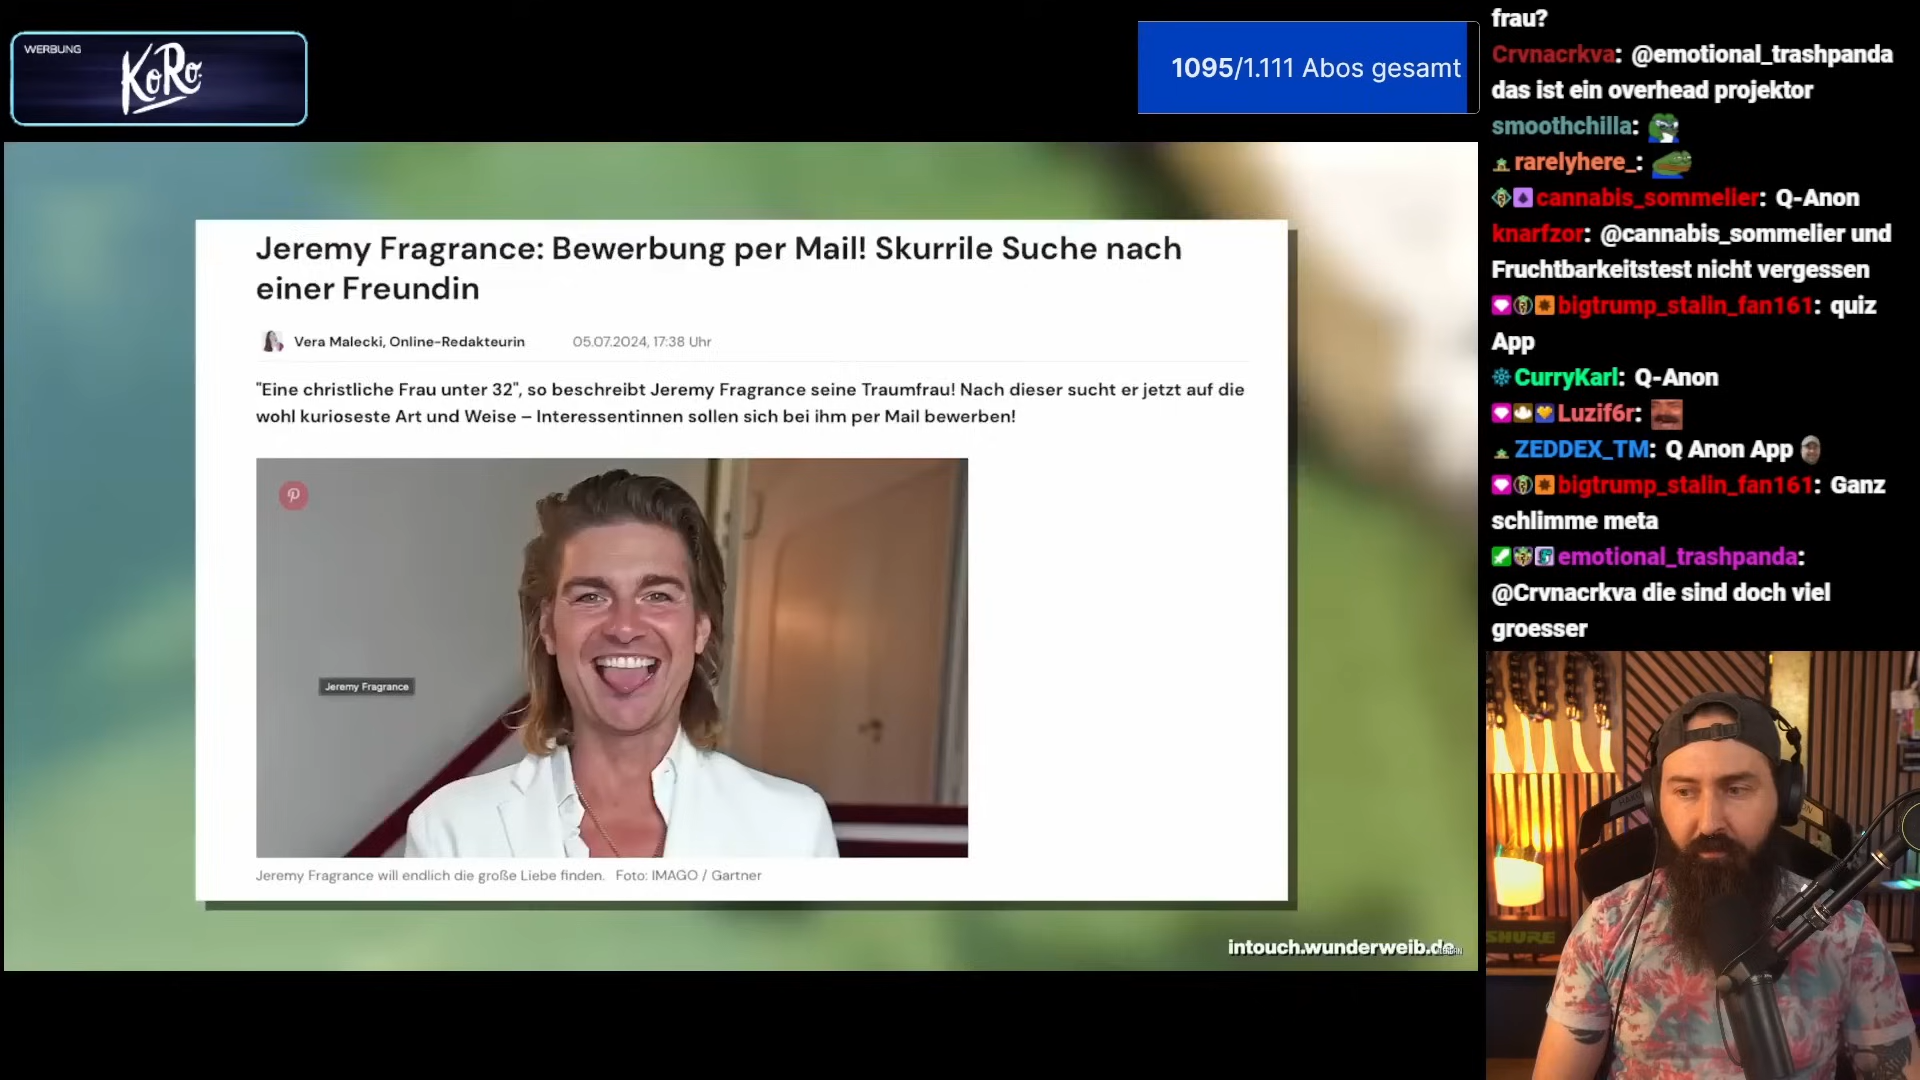 WERBUNG
KoRo
1095/1.111 Abos gesamt
Jeremy Fragrance: Bewerbung per Mail! Skurrile Suche nach
einer Freundin
Vera Malecki, Online-Redakteurin 05.07.2024, 17:38 Uhr
"Eine christliche Frau unter 32", so beschreibt Jeremy Fragrance seine Traumfrau! Nach dieser sucht er jetzt auf die
wohl kurioseste Art und Weise – Interessentinnen sollen sich bei ihm per Mail bewerben!
Jeremy Fragrance
Jeremy Fragrance will endlich die große Liebe finden. Foto: IMAGO / Gartner
intouch.wunderweib.de
frau?
Crvnacrkva: @emotional_trashpanda
das ist ein overhead projektor
smoothchilla:
rarelyhere_:
cannabis_sommelier: Q-Anon
knarfzor: @cannabis_sommelier und
Fruchtbarkeitstest nicht vergessen
bigtrump_stalin_fan161: quiz
App
CurryKarl: Q-Anon
Luzif6r:
ZEDDEX_TM: Q Anon App
bigtrump_stalin_fan161: Ganz
schlimme meta
emotional_trashpanda:
@Crvnacrkva die sind doch viel
groesser
SHURE